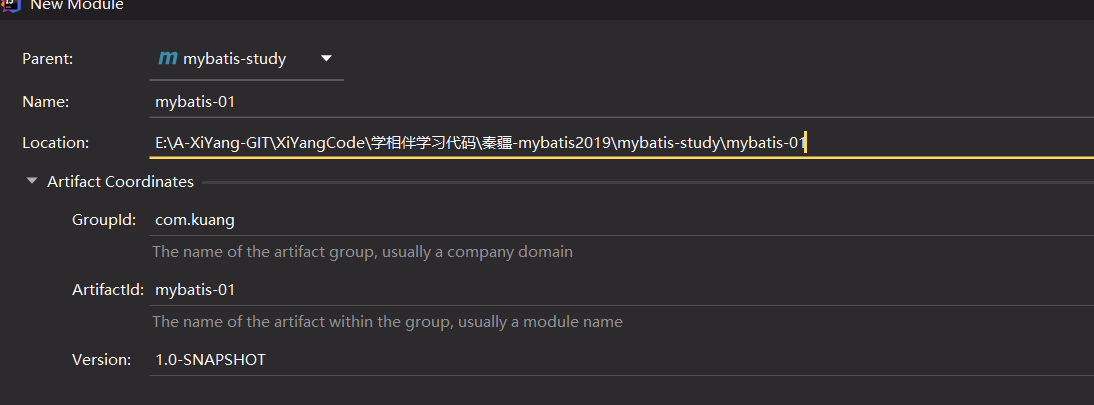 New Module
Parent: m mybatis-study
Name: mybatis-01
Location: E:\A-XiYang-GIT\XiYangCode\学相伴学习代码\秦疆-mybatis2019\mybatis-study\mybatis-01
Artifact Coordinates
GroupId: com.kuang
The name of the artifact group, usually a company domain
ArtifactId: mybatis-01
The name of the artifact within the group, usually a module name
Version: 1.0-SNAPSHOT